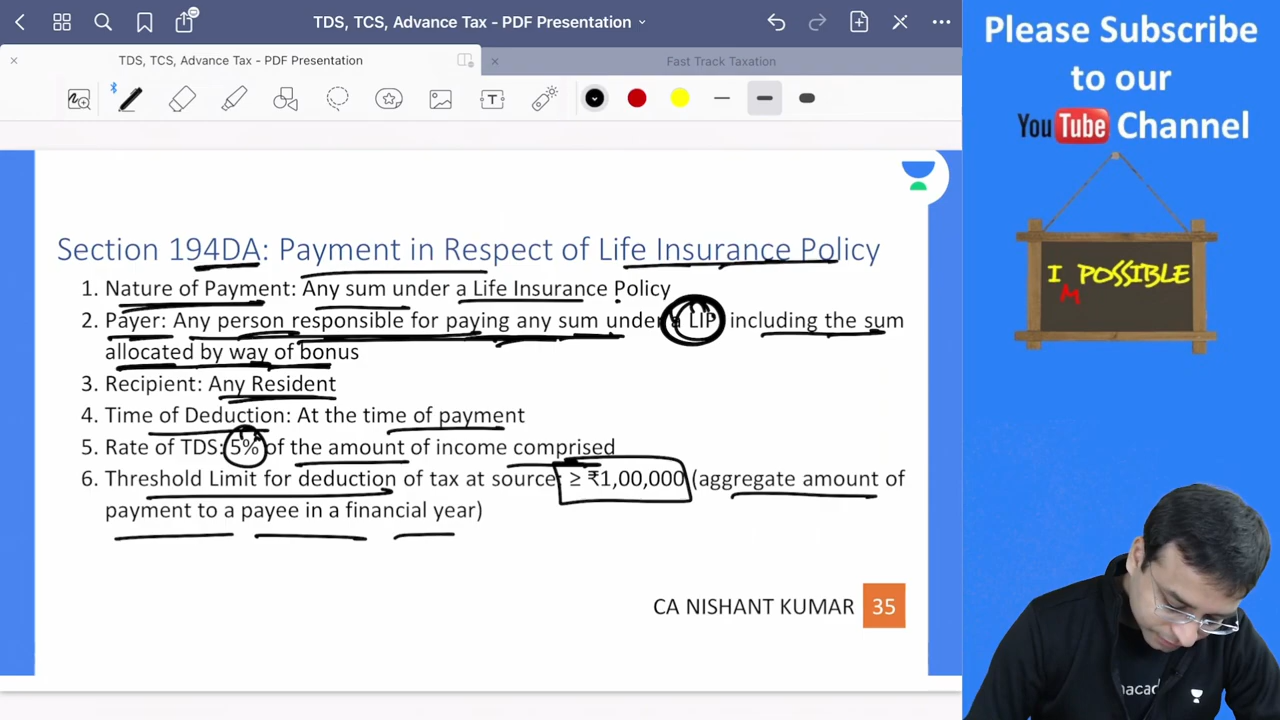 TDS, TCS, Advance Tax - PDF Presentation
TDS, TCS, Advance Tax - PDF Presentation
Fast Track Taxation
Section 194DA: Payment in Respect of Life Insurance Policy
1. Nature of Payment: Any sum under a Life Insurance Policy
2. Payer: Any person responsible for paying any sum under a LIP including the sum
allocated by way of bonus
3. Recipient: Any Resident
4. Time of Deduction: At the time of payment
5. Rate of TDS: 5% of the amount of income comprised
6. Threshold Limit for deduction of tax at source: ≥ ₹1,00,000 (aggregate amount of
payment to a payee in a financial year)
CA NISHANT KUMAR 35
Please Subscribe
to our
YouTube Channel
I POSSIBLE
M